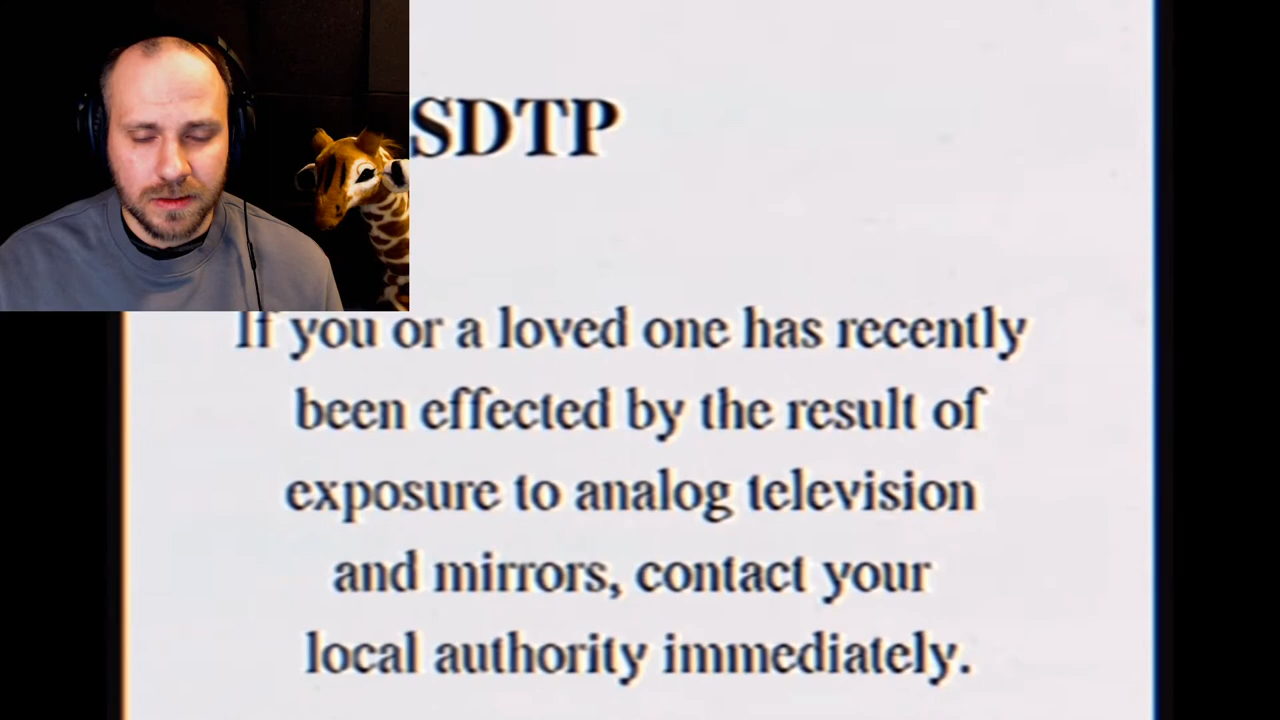 SDTP
If you or a loved one has recently
been effected by the result of
exposure to analog television
and mirrors, contact your
local authority immediately.